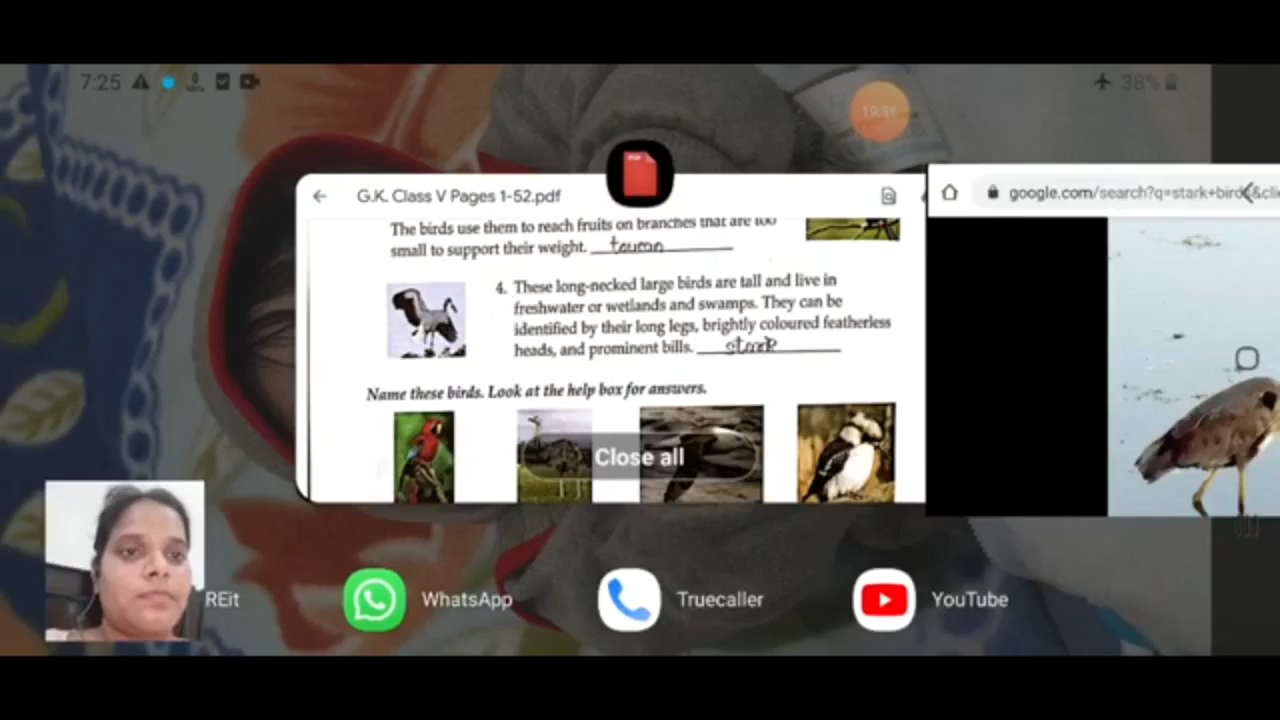 7:25
38%
19:31
G.K. Class V Pages 1-52.pdf
google.com/search?q=stark+bird&cli
The birds use them to reach fruits on branches that are too
small to support their weight.
4. These long-necked large birds are tall and live in
freshwater or wetlands and swamps. They can be
identified by their long legs, brightly coloured featherless
heads, and prominent bills. stark
Name these birds. Look at the help box for answers.
Close all
REit
WhatsApp
Truecaller
YouTube